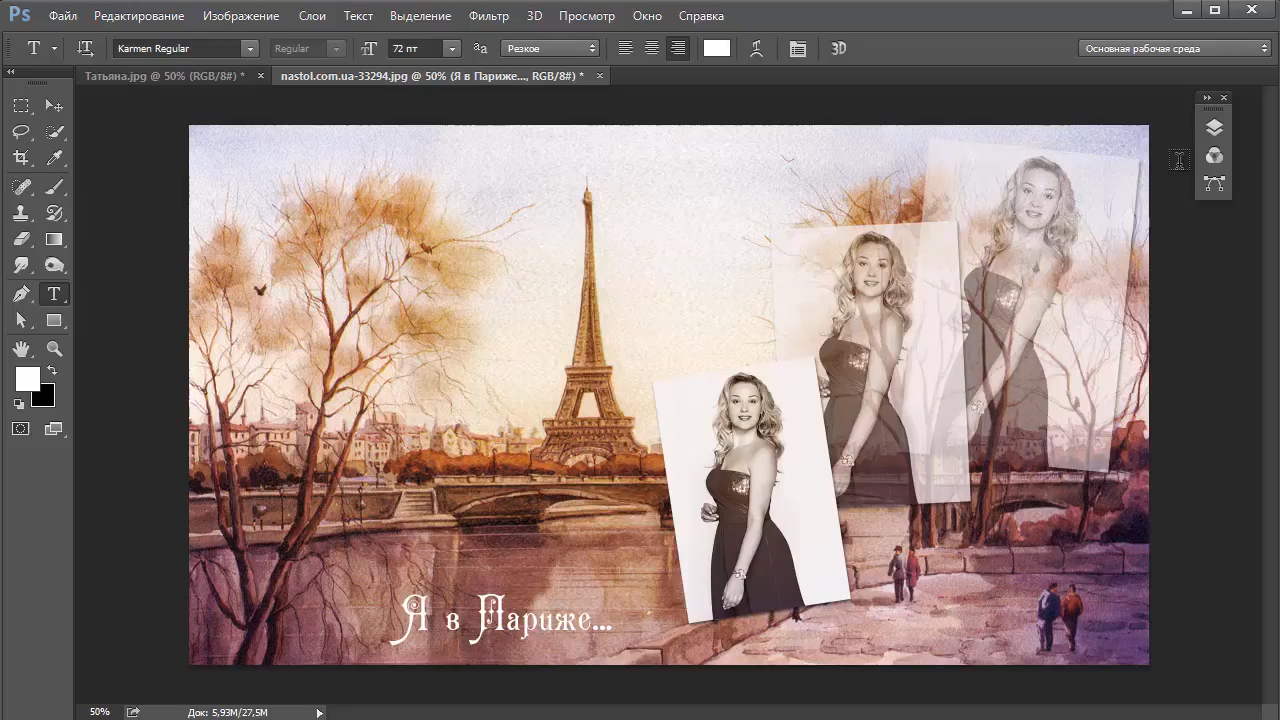 Ps Файл Редактирование Изображение Слои Текст Выделение Фильтр 3D Просмотр Окно Справка
T Karmen Regular Regular 72 пт aа Резкое 3D Основная рабочая среда
Татьяна.jpg @ 50% (RGB/8#) * nastol.com.ua-33294.jpg @ 50% (Я в Париже..., RGB/8#) *
Я в Париже...
50% Док: 5,93M/27,5M